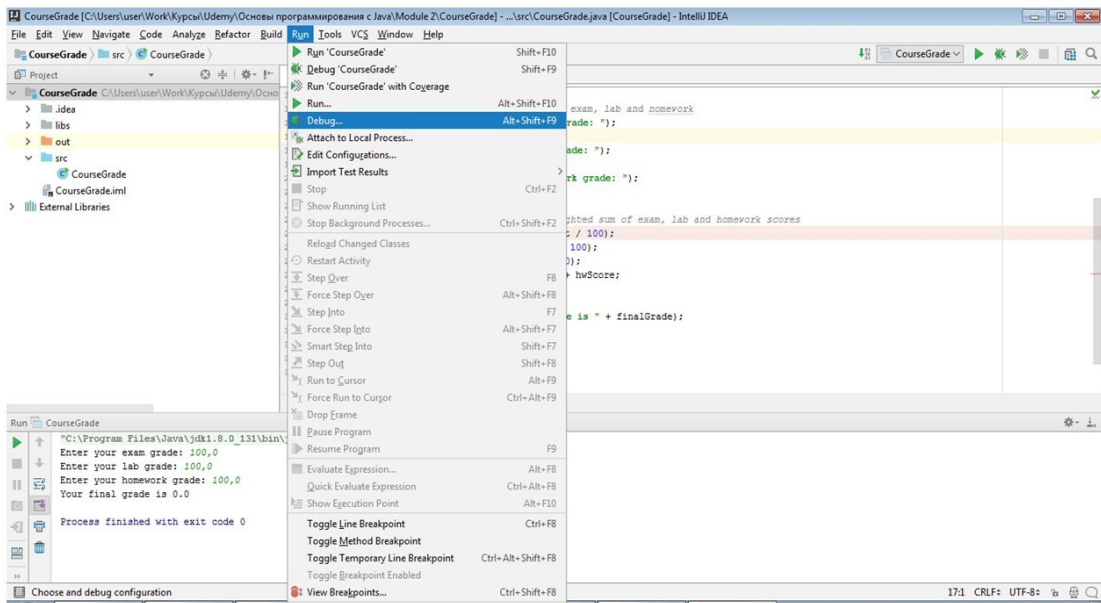 CourseGrade [C:\Users\user\Work\Курсы\Udemy\Основы программирования с Java\Module 2\CourseGrade] - ...\src\CourseGrade.java [CourseGrade] - IntelliJ IDEA
File Edit View Navigate Code Analyze Refactor Build Run Tools VCS Window Help
CourseGrade src CourseGrade
CourseGrade
Project
CourseGrade C:\Users\user\Work\Курсы\Udemy\Осно
.idea
libs
out
src
CourseGrade
CourseGrade.iml
External Libraries
Run 'CourseGrade' Shift+F10
Debug 'CourseGrade' Shift+F9
Run 'CourseGrade' with Coverage
Run... Alt+Shift+F10
Debug... Alt+Shift+F9
Attach to Local Process...
Edit Configurations...
Import Test Results
Stop Ctrl+F2
Show Running List
Stop Background Processes... Ctrl+Shift+F2
Reload Changed Classes
Restart Activity
Step Over F8
Force Step Over Alt+Shift+F8
Step Into F7
Force Step Into Alt+Shift+F7
Smart Step Into Shift+F7
Step Out Shift+F8
Run to Cursor Alt+F9
Force Run to Cursor Ctrl+Alt+F9
Drop Frame
Pause Program
Resume Program F9
Evaluate Expression... Alt+F8
Quick Evaluate Expression Ctrl+Alt+F8
Show Execution Point Alt+F10
Toggle Line Breakpoint Ctrl+F8
Toggle Method Breakpoint
Toggle Temporary Line Breakpoint Ctrl+Alt+Shift+F8
Toggle Breakpoint Enabled
View Breakpoints... Ctrl+Shift+F8
exam, lab and homework
rade: ");
ade: ");
rk grade: ");
ghted sum of exam, lab and homework scores
t / 100);
100);
0);
+ hwScore;
e is " + finalGrade);
Run CourseGrade
"C:\Program Files\Java\jdk1.8.0_131\bin\j
Enter your exam grade: 100,0
Enter your lab grade: 100,0
Enter your homework grade: 100,0
Your final grade is 0.0
Process finished with exit code 0
Choose and debug configuration
17:1 CRLF UTF-8